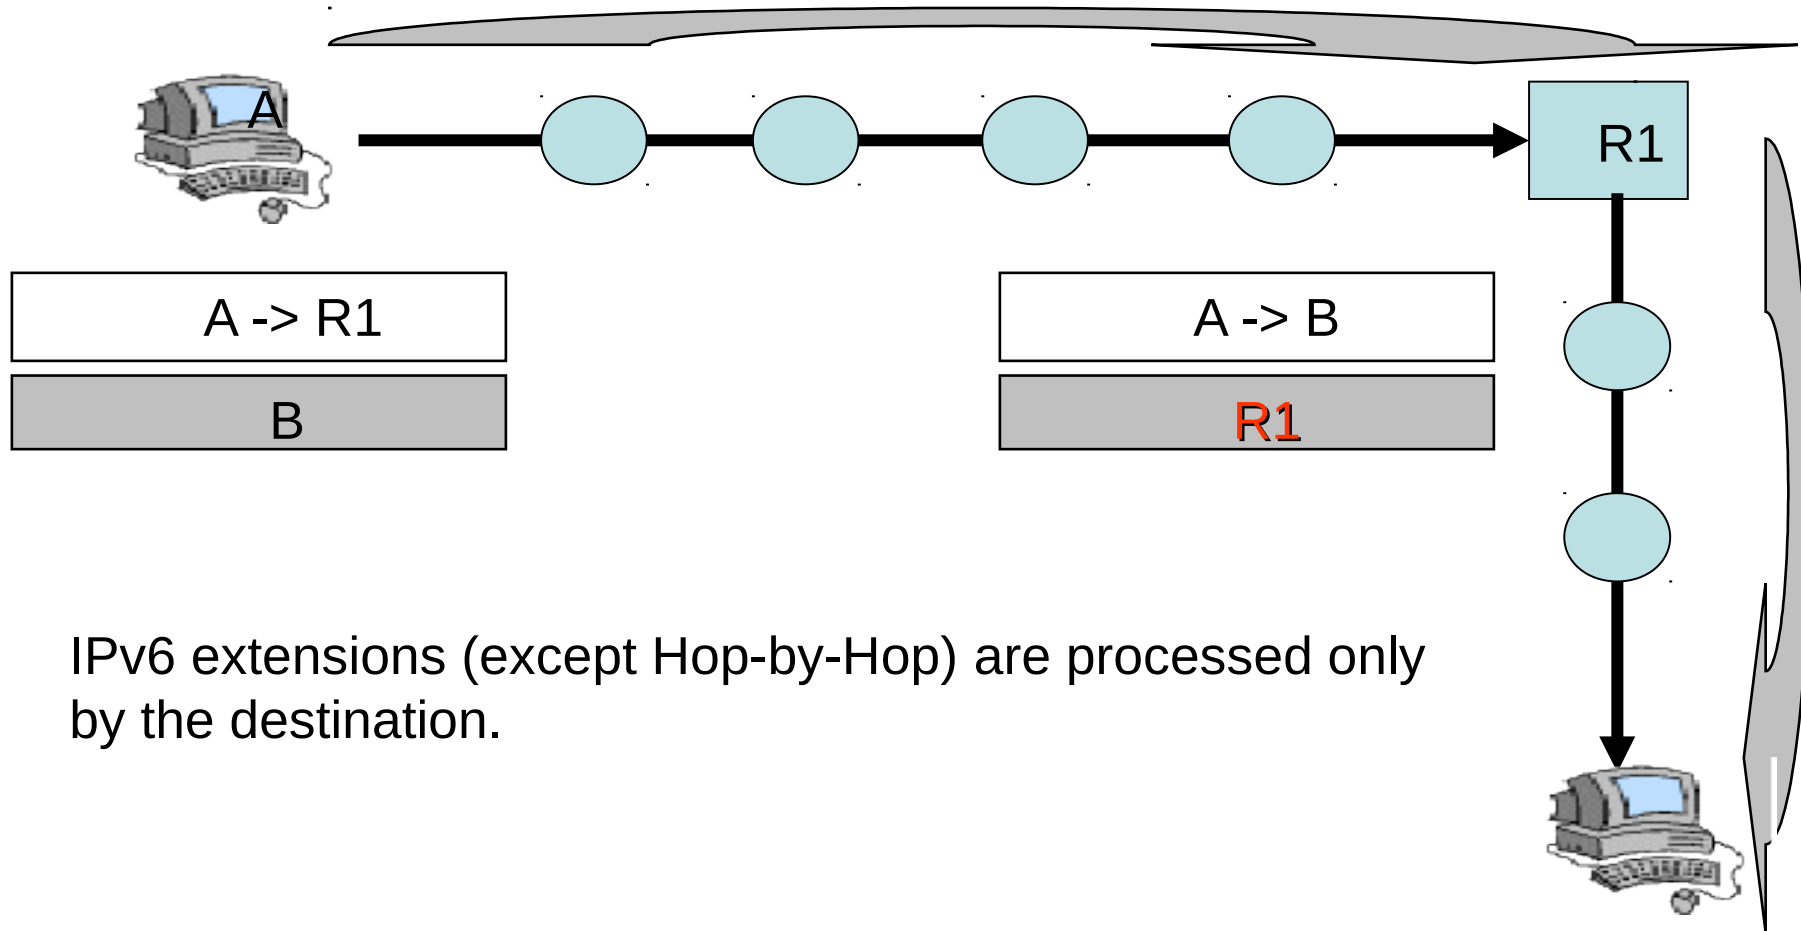 A
R1
A -> R1
A -> B
B
R1
IPv6 extensions (except Hop-by-Hop) are processed only
by the destination.